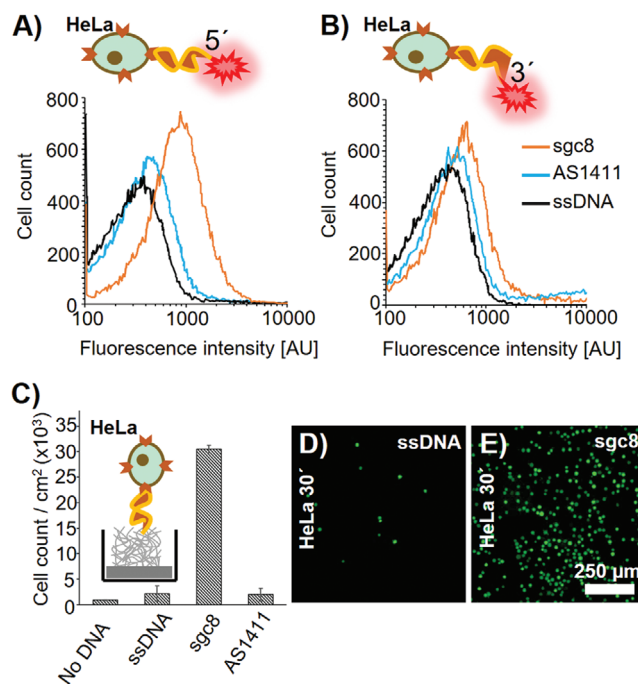 A)
HeLa
5´
800
600
400
200
0
Cell count
100
1000
10000
Fluorescence intensity [AU]
B)
HeLa
3´
sgc8
AS1411
ssDNA
800
600
400
200
0
Cell count
100
1000
10000
Fluorescence intensity [AU]
C)
HeLa
35
30
25
20
15
10
5
0
Cell count / cm² (x10³)
No DNA
ssDNA
sgc8
AS1411
D)
ssDNA
HeLa 30´
E)
sgc8
HeLa 30´
250 µm